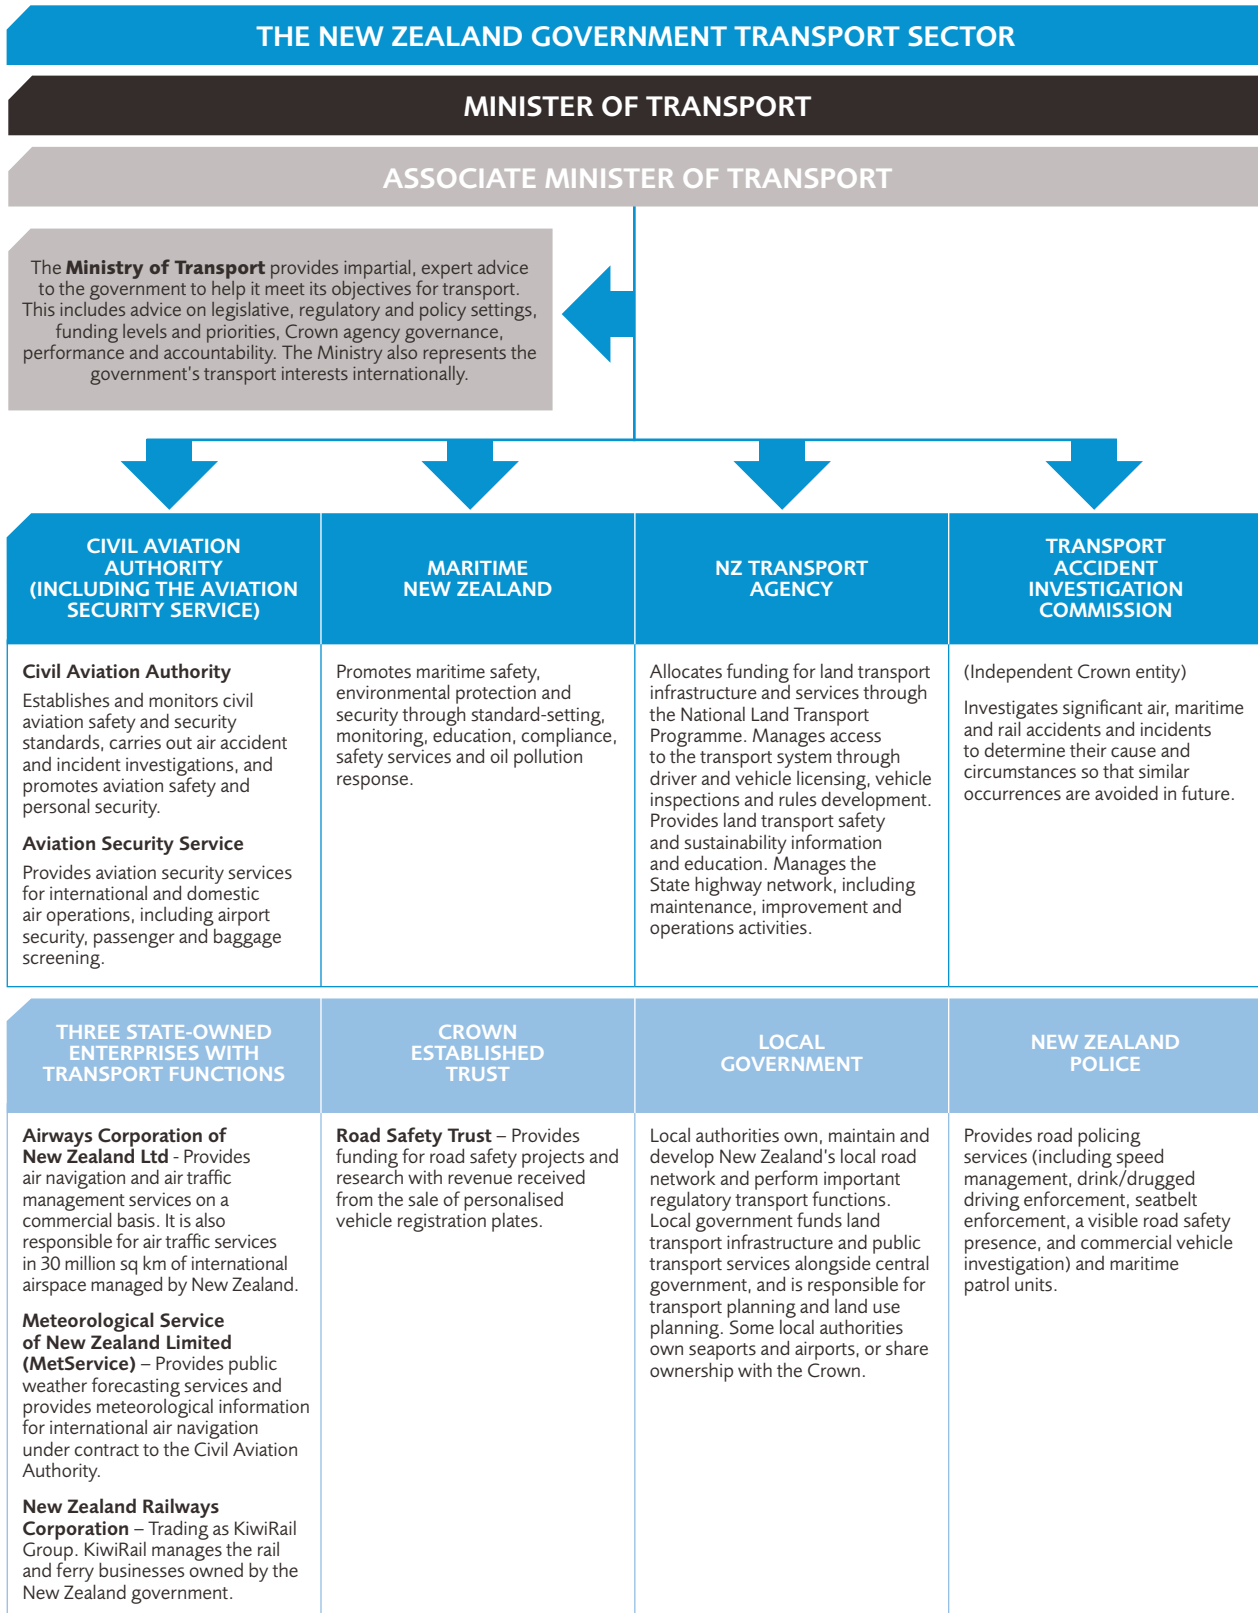 THE NEW ZEALAND GOVERNMENT TRANSPORT SECTOR
MINISTER OF TRANSPORT
ASSOCIATE MINISTER OF TRANSPORT
The Ministry of Transport provides impartial, expert advice
to the government to help it meet its objectives for transport.
This includes advice on legislative, regulatory and policy settings,
funding levels and priorities, Crown agency governance,
performance and accountability. The Ministry also represents the
government's transport interests internationally.
CIVIL AVIATION
AUTHORITY
(INCLUDING THE AVIATION
SECURITY SERVICE)
Civil Aviation Authority
Establishes and monitors civil
aviation safety and security
standards, carries out air accident
and incident investigations, and
promotes aviation safety and
personal security.
Aviation Security Service
Provides aviation security services
for international and domestic
air operations, including airport
security, passenger and baggage
screening.
MARITIME
NEW ZEALAND
Promotes maritime safety,
environmental protection and
security through standard-setting,
monitoring, education, compliance,
safety services and oil pollution
response.
NZ TRANSPORT
AGENCY
Allocates funding for land transport
infrastructure and services through
the National Land Transport
Programme. Manages access
to the transport system through
driver and vehicle licensing, vehicle
inspections and rules development.
Provides land transport safety
and sustainability information
and education. Manages the
State highway network, including
maintenance, improvement and
operations activities.
TRANSPORT
ACCIDENT
INVESTIGATION
COMMISSION
(Independent Crown entity)
Investigates significant air, maritime
and rail accidents and incidents
to determine their cause and
circumstances so that similar
occurrences are avoided in future.
THREE STATE-OWNED
ENTERPRISES WITH
TRANSPORT FUNCTIONS
Airways Corporation of
New Zealand Ltd - Provides
air navigation and air traffic
management services on a
commercial basis. It is also
responsible for air traffic services
in 30 million sq km of international
airspace managed by New Zealand.
Meteorological Service
of New Zealand Limited
(MetService) – Provides public
weather forecasting services and
provides meteorological information
for international air navigation
under contract to the Civil Aviation
Authority.
New Zealand Railways
Corporation – Trading as KiwiRail
Group. KiwiRail manages the rail
and ferry businesses owned by the
New Zealand government.
CROWN
ESTABLISHED
TRUST
Road Safety Trust – Provides
funding for road safety projects and
research with revenue received
from the sale of personalised
vehicle registration plates.
LOCAL
GOVERNMENT
Local authorities own, maintain and
develop New Zealand's local road
network and perform important
regulatory transport functions.
Local government funds land
transport infrastructure and public
transport services alongside central
government, and is responsible for
transport planning and land use
planning. Some local authorities
own seaports and airports, or share
ownership with the Crown.
NEW ZEALAND
POLICE
Provides road policing
services (including speed
management, drink/drugged
driving enforcement, seatbelt
enforcement, a visible road safety
presence, and commercial vehicle
investigation) and maritime
patrol units.